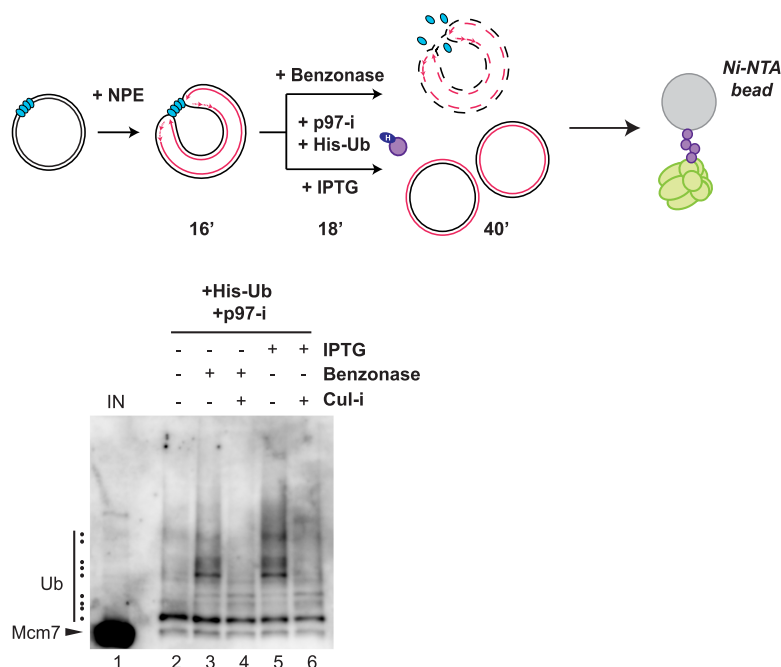 + NPE
+ Benzonase
+ p97-i
+ His-Ub
H
+ IPTG
16’
18’
40’
Ni-NTA
bead
+His-Ub
+p97-i
- - - - + + IPTG
- + + Benzonase
- - + - + Cul-i
IN
Ub
Mcm7
1 2 3 4 5 6